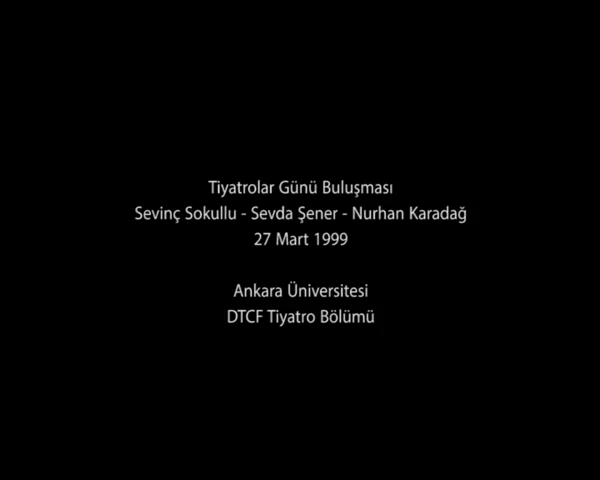 Tiyatrolar Günü Buluşması
Sevinç Sokullu - Sevda Şener - Nurhan Karadağ
27 Mart 1999
Ankara Üniversitesi
DTCF Tiyatro Bölümü